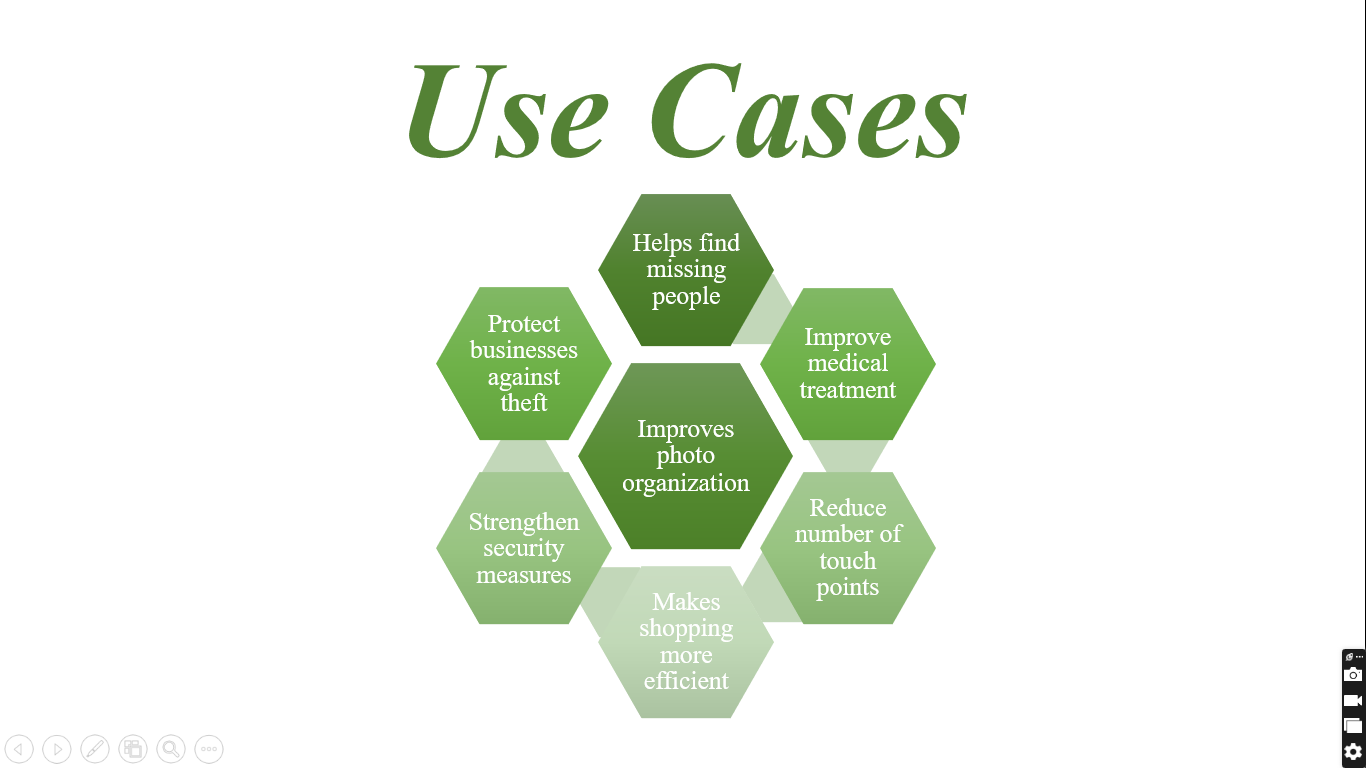 Use Cases
Helps find
missing
people
Improve
medical
treatment
Reduce
number of
touch
points
Makes
shopping
more
efficient
Strengthen
security
measures
Protect
businesses
against
theft
Improves
photo
organization